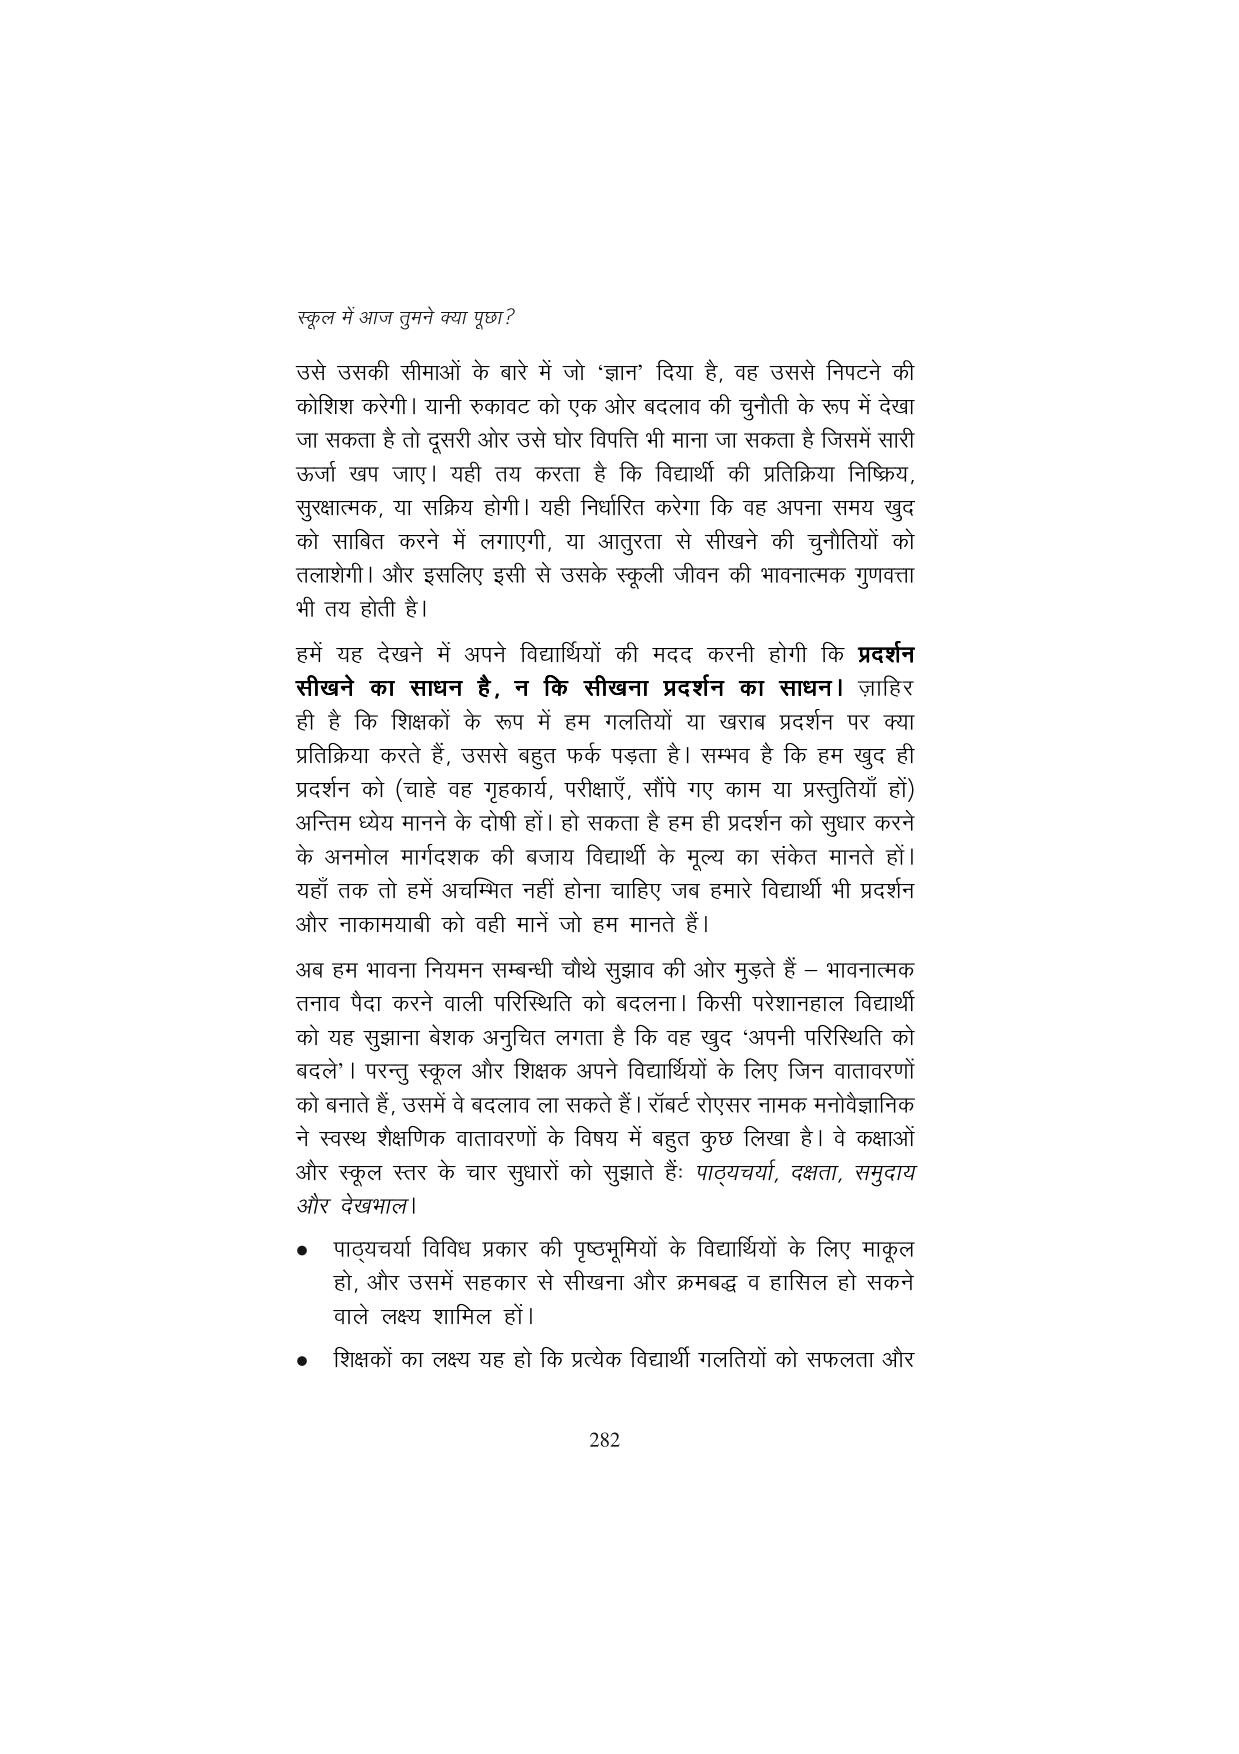 स्कूल में आज तुमने क्या पूछा?
उसे उसकी सीमाओं के बारे में जो ‘ज्ञान’ दिया है, वह उससे निपटने की
कोशिश करेगी। यानी रुकावट को एक ओर बदलाव की चुनौती के रूप में देखा
जा सकता है तो दूसरी ओर उसे घोर विपत्ति भी माना जा सकता है जिसमें सारी
ऊर्जा खप जाए। यही तय करता है कि विद्यार्थी की प्रतिक्रिया निष्क्रिय,
सुरक्षात्मक, या सक्रिय होगी। यही निर्धारित करेगा कि वह अपना समय खुद
को साबित करने में लगाएगी, या आतुरता से सीखने की चुनौतियों को
तलाशेगी। और इसलिए इसी से उसके स्कूली जीवन की भावनात्मक गुणवत्ता
भी तय होती है।
हमें यह देखने में अपने विद्यार्थियों की मदद करनी होगी कि प्रदर्शन
सीखने का साधन है, न कि सीखना प्रदर्शन का साधन। ज़ाहिर
ही है कि शिक्षकों के रूप में हम गलतियों या खराब प्रदर्शन पर क्या
प्रतिक्रिया करते हैं, उससे बहुत फर्क पड़ता है। सम्भव है कि हम खुद ही
प्रदर्शन को (चाहे वह गृहकार्य, परीक्षाएँ, सौंपे गए काम या प्रस्तुतियाँ हों)
अन्तिम ध्येय मानने के दोषी हों। हो सकता है हम ही प्रदर्शन को सुधार करने
के अनमोल मार्गदशक की बजाय विद्यार्थी के मूल्य का संकेत मानते हों।
यहाँ तक तो हमें अचम्भित नहीं होना चाहिए जब हमारे विद्यार्थी भी प्रदर्शन
और नाकामयाबी को वही मानें जो हम मानते हैं।
अब हम भावना नियमन सम्बन्धी चौथे सुझाव की ओर मुड़ते हैं – भावनात्मक
तनाव पैदा करने वाली परिस्थिति को बदलना। किसी परेशानहाल विद्यार्थी
को यह सुझाना बेशक अनुचित लगता है कि वह खुद ‘अपनी परिस्थिति को
बदले’। परन्तु स्कूल और शिक्षक अपने विद्यार्थियों के लिए जिन वातावरणों
को बनाते हैं, उसमें वे बदलाव ला सकते हैं। रॉबर्ट रोएसर नामक मनोवैज्ञानिक
ने स्वस्थ शैक्षणिक वातावरणों के विषय में बहुत कुछ लिखा है। वे कक्षाओं
और स्कूल स्तर के चार सुधारों को सुझाते हैंः पाठ्यचर्या, दक्षता, समुदाय
और देखभाल।
● पाठ्यचर्या विविध प्रकार की पृष्ठभूमियों के विद्यार्थियों के लिए माकूल
हो, और उसमें सहकार से सीखना और क्रमबद्ध व हासिल हो सकने
वाले लक्ष्य शामिल हों।
● शिक्षकों का लक्ष्य यह हो कि प्रत्येक विद्यार्थी गलतियों को सफलता और
282